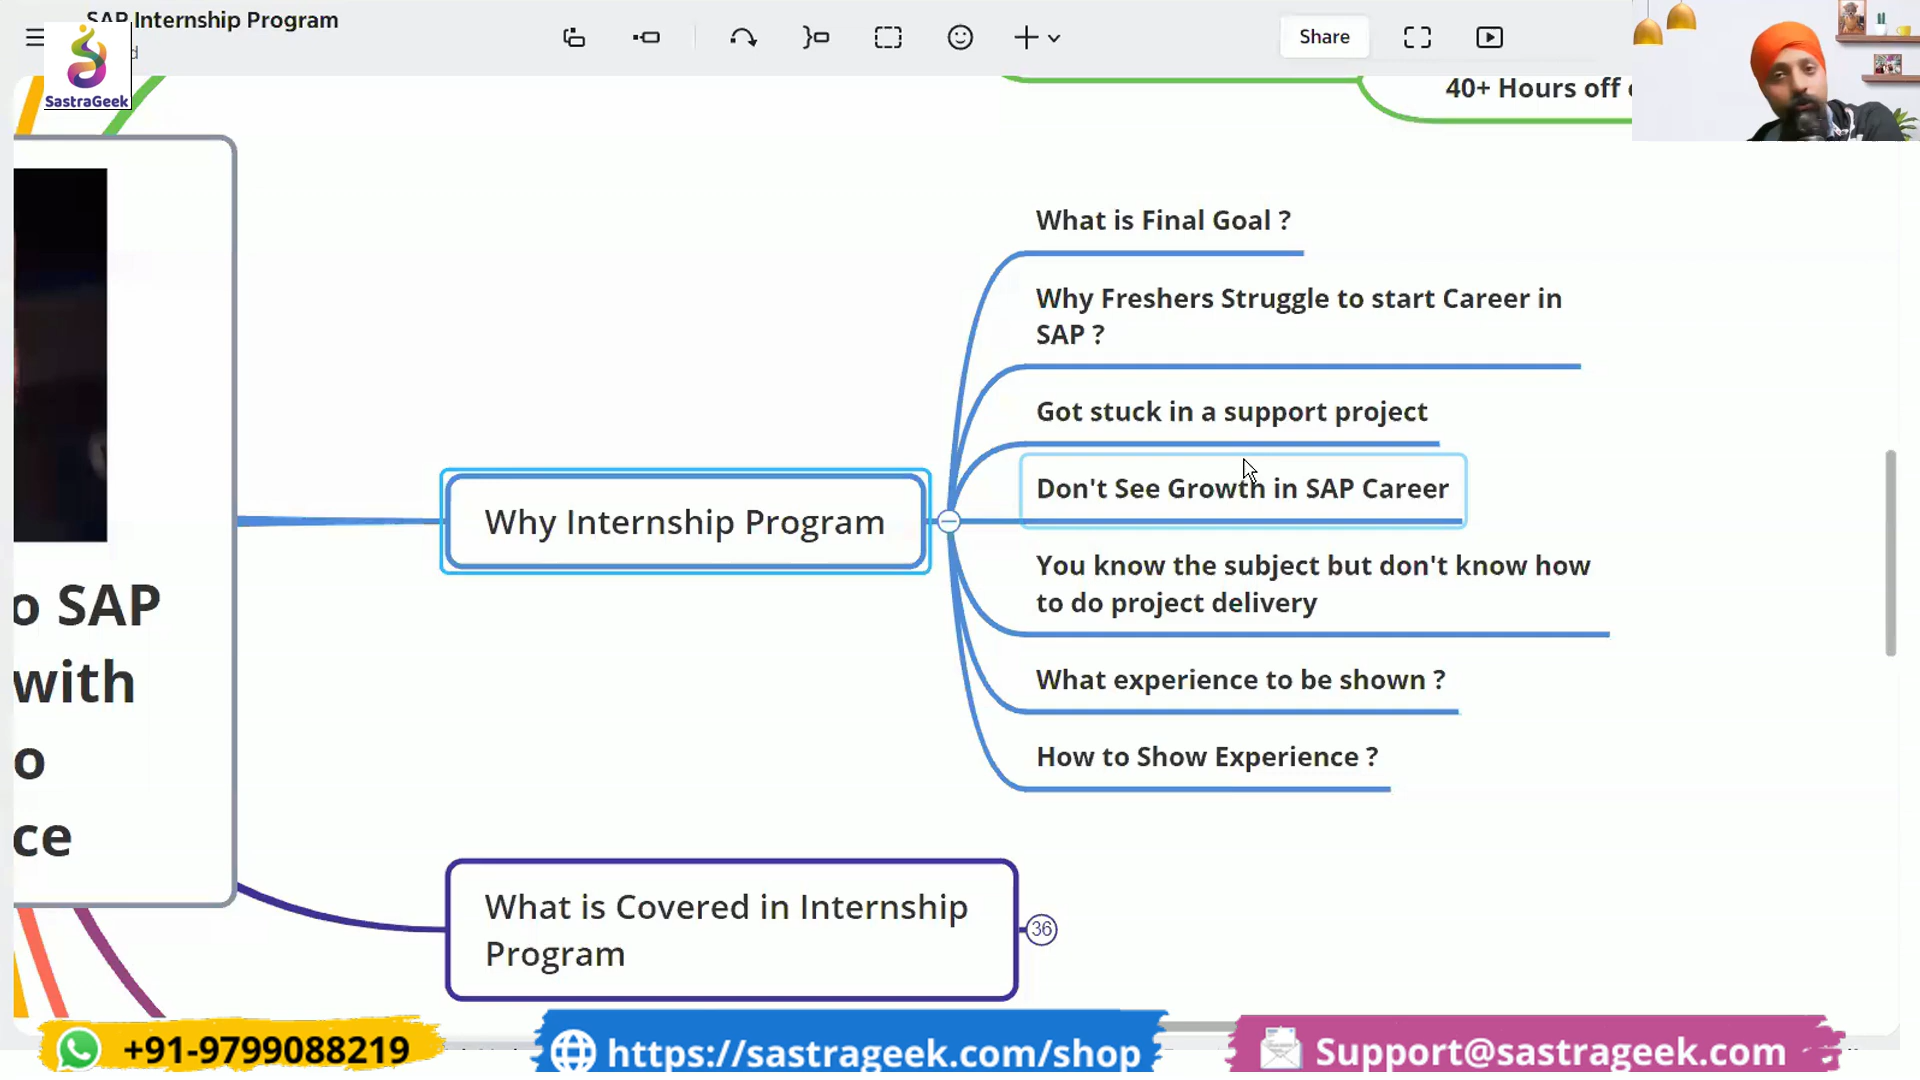 SAP Internship Program
d
SastraGeek
Share
40+ Hours off
What is Final Goal ?
Why Freshers Struggle to start Career in
SAP ?
Got stuck in a support project
Don't See Growth in SAP Career
Why Internship Program
You know the subject but don't know how
to do project delivery
What experience to be shown ?
How to Show Experience ?
o SAP
with
o
ce
What is Covered in Internship
Program
36
+91-9799088219
https://sastrageek.com/shop
Support@sastrageek.com